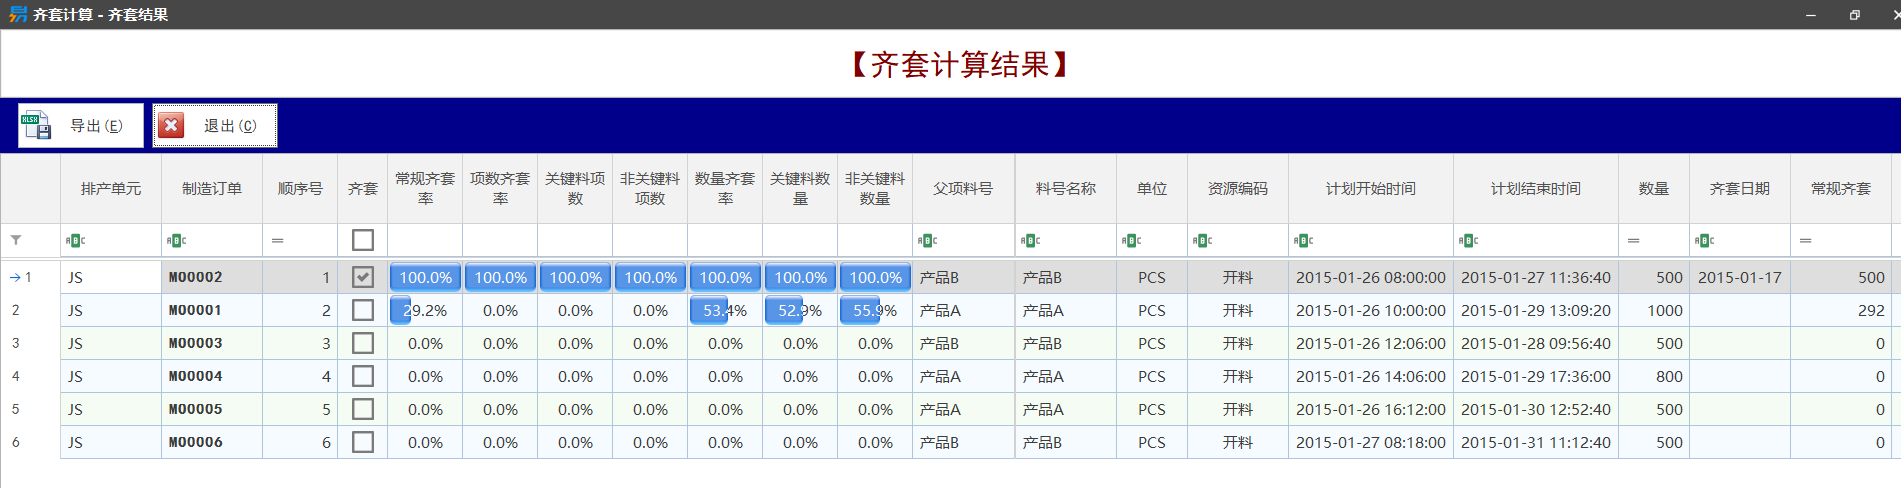 齐套计算 - 齐套结果
【齐套计算结果】
导出(E) 退出(C)
排产单元 制造订单 顺序号 齐套 常规齐套率 项数齐套率 关键料项数 非关键料项数 数量齐套率 关键料数量 非关键料数量 父项料号 料号名称 单位 资源编码 计划开始时间 计划结束时间 数量 齐套日期 常规齐套
ABC ABC = ABC ABC ABC ABC ABC ABC = ABC =
1 JS MO0002 1 100.0% 100.0% 100.0% 100.0% 100.0% 100.0% 100.0% 产品B 产品B PCS 开料 2015-01-26 08:00:00 2015-01-27 11:36:40 500 2015-01-17 500
2 JS MO0001 2 29.2% 0.0% 0.0% 0.0% 53.4% 52.9% 55.9% 产品A 产品A PCS 开料 2015-01-26 10:00:00 2015-01-29 13:09:20 1000 292
3 JS MO0003 3 0.0% 0.0% 0.0% 0.0% 0.0% 0.0% 0.0% 产品B 产品B PCS 开料 2015-01-26 12:06:00 2015-01-28 09:56:40 500 0
4 JS MO0004 4 0.0% 0.0% 0.0% 0.0% 0.0% 0.0% 0.0% 产品A 产品A PCS 开料 2015-01-26 14:06:00 2015-01-29 17:36:00 800 0
5 JS MO0005 5 0.0% 0.0% 0.0% 0.0% 0.0% 0.0% 0.0% 产品A 产品A PCS 开料 2015-01-26 16:12:00 2015-01-30 12:52:40 500 0
6 JS MO0006 6 0.0% 0.0% 0.0% 0.0% 0.0% 0.0% 0.0% 产品B 产品B PCS 开料 2015-01-27 08:18:00 2015-01-31 11:12:40 500 0